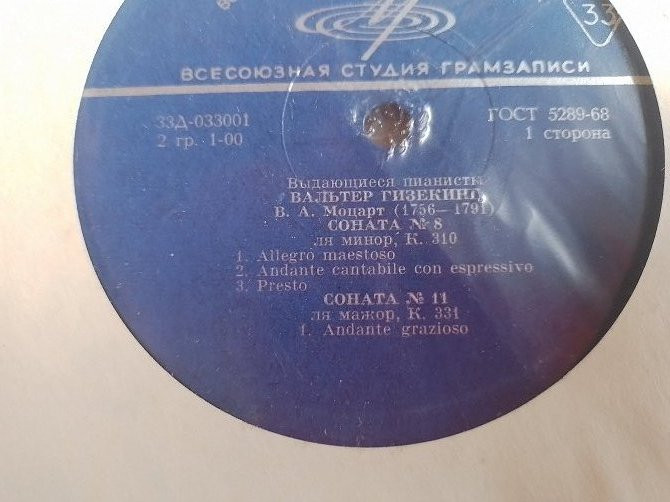 33
ВСЕСОЮЗНАЯ СТУДИЯ ГРАМЗАПИСИ
33Д-033001
ГОСТ 5289-68
2 гр. 1-00
1 сторона
Выдающиеся пианисты
ВАЛЬТЕР ГИЗЕКИНГ
В. А. Моцарт (1756—1791)
СОНАТА № 8
ля минор, К. 310
1. Allegro maestoso
2. Andante cantabile con espressivo
3. Presto
СОНАТА № 11
ля мажор, К. 331
1. Andante grazioso